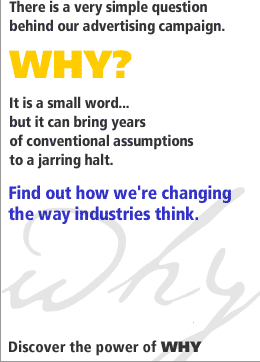 There is a very simple question
behind our advertising campaign.
WHY?
It is a small word...
but it can bring years
of conventional assumptions
to a jarring halt.
Find out how we're changing
the way industries think.
Why
Discover the power of WHY